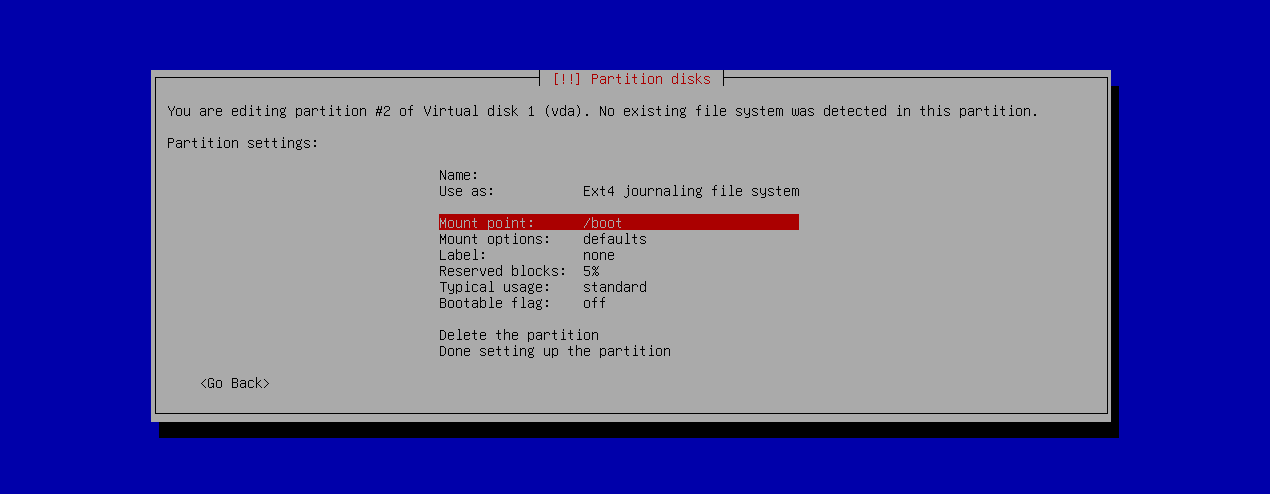 [!!] Partition disks
You are editing partition #2 of Virtual disk 1 (vda). No existing file system was detected in this partition.
Partition settings:
Name:
Use as: Ext4 journaling file system
Mount point: /boot
Mount options: defaults
Label: none
Reserved blocks: 5%
Typical usage: standard
Bootable flag: off
Delete the partition
Done setting up the partition
<Go Back>